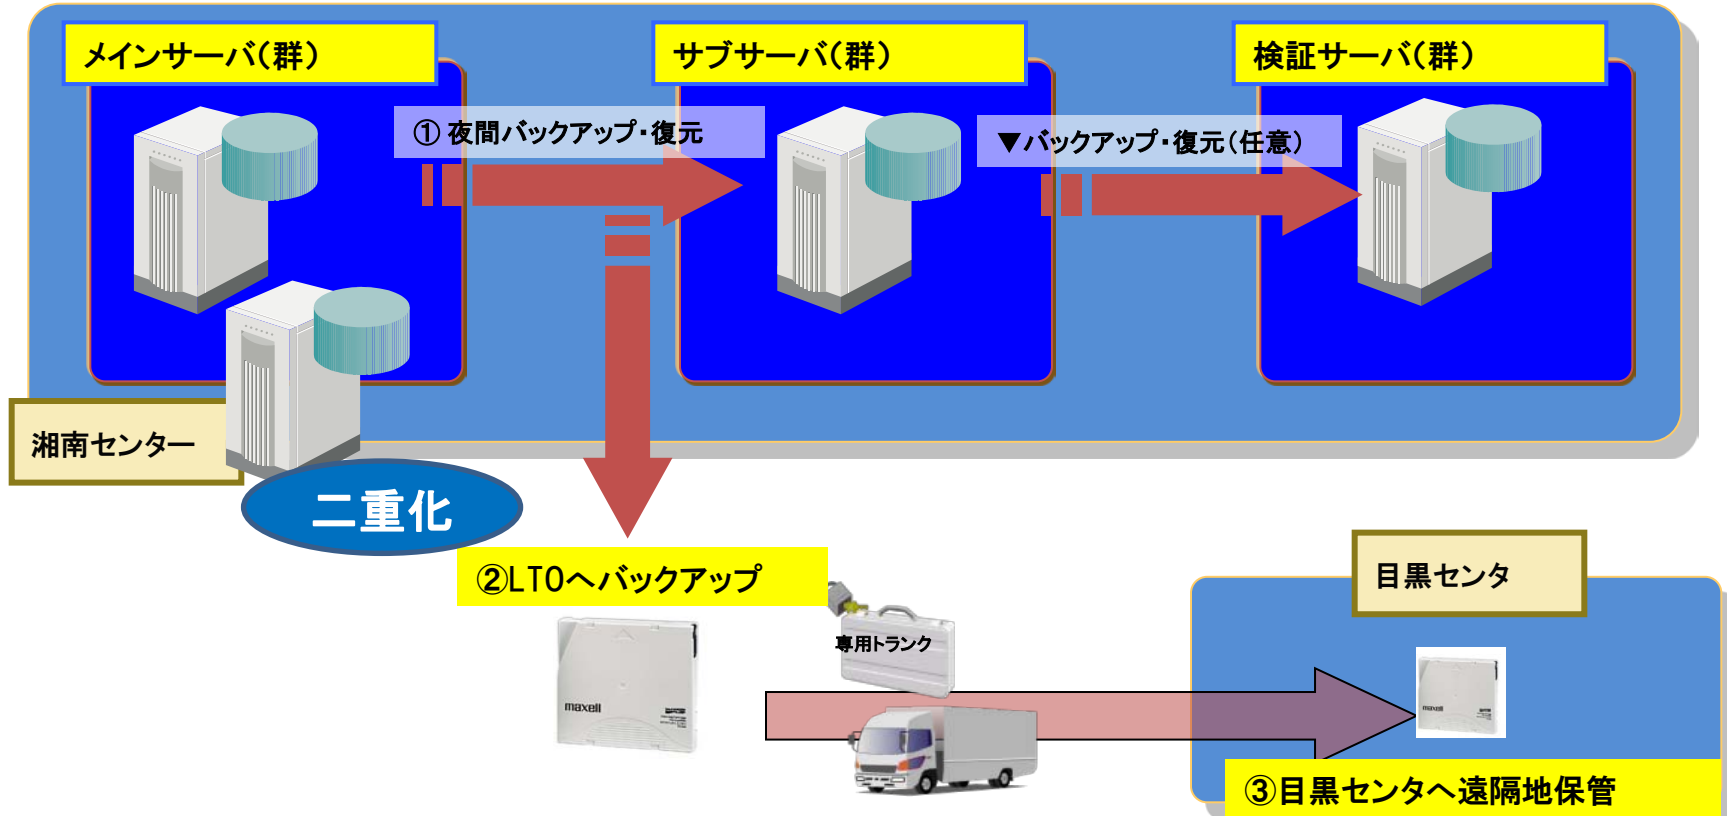 メインサーバ(群)
サブサーバ(群)
検証サーバ(群)
① 夜間バックアップ・復元
▼バックアップ・復元(任意)
湘南センター
二重化
②LTOへバックアップ
目黒センタ
専用トランク
maxell
maxell
③目黒センタへ遠隔地保管